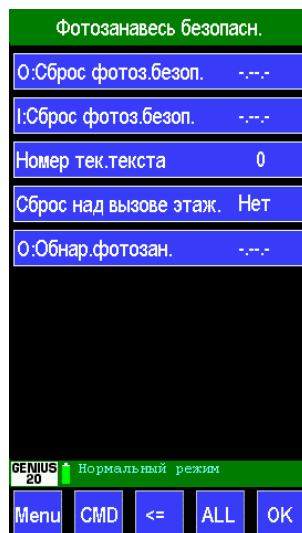 Фотозанавесь безопасн.
O:Сброс фотоз.безоп. -.--.-
I:Сброс фотоз.безоп. -.--.-
Номер тек.текста 0
Сброс над вызове этаж. Нет
O:Обнар.фотозан. -.--.-
GENIUS 20 Нормальный режим
Menu CMD <= ALL OK